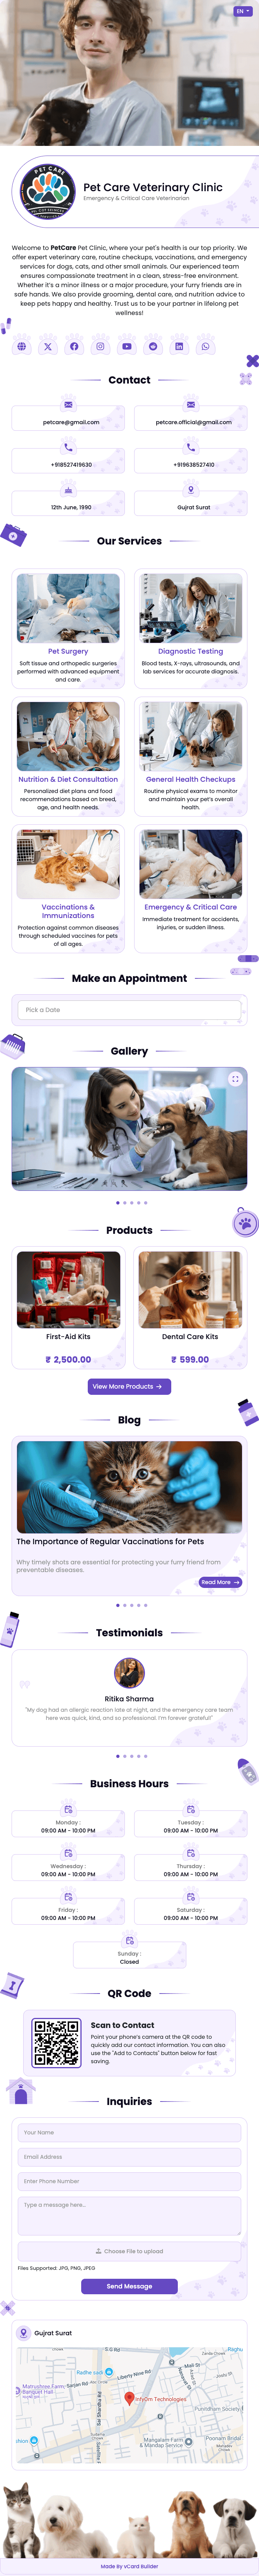 EN
PET CARE
Pet Care Veterinary Clinic
Emergency & Critical Care Veterinarian
Welcome to PetCare Pet Clinic, where your pet's health is our top priority. We
offer expert veterinary care, routine checkups, vaccinations, and emergency
services for dogs, cats, and other small animals. Our experienced team
ensures compassionate treatment in a clean, stress-free environment.
Whether it's a minor illness or a major procedure, your furry friends are in
safe hands. We also provide grooming, dental care, and nutrition advice to
keep pets happy and healthy. Trust us to be your partner in lifelong pet
wellness!
Contact
petcare@gmail.com
petcare.official@gmail.com
+918527419630
+919638527410
12th June, 1990
Gujrat Surat
Our Services
Pet Surgery
Soft tissue and orthopedic surgeries
performed with advanced equipment
and care.
Diagnostic Testing
Blood tests, X-rays, ultrasounds, and
lab services for accurate diagnosis.
Nutrition & Diet Consultation
Personalized diet plans and food
recommendations based on breed,
age, and health needs.
General Health Checkups
Routine physical exams to monitor
and maintain your pet's overall
health.
Vaccinations &
Immunizations
Protection against common diseases
through scheduled vaccines for pets
of all ages.
Emergency & Critical Care
Immediate treatment for accidents,
injuries, or sudden illness.
Make an Appointment
Pick a Date
Gallery
Products
First-Aid Kits
₹ 2,500.00
Dental Care Kits
₹ 599.00
View More Products →
Blog
The Importance of Regular Vaccinations for Pets
Why timely shots are essential for protecting your furry friend from
preventable diseases.
Read More →
Testimonials
Ritika Sharma
"My dog had an allergic reaction late at night, and the emergency care team
here was quick, kind, and so professional. I'm forever grateful!"
Business Hours
Monday :
09:00 AM - 10:00 PM
Tuesday :
09:00 AM - 10:00 PM
Wednesday :
09:00 AM - 10:00 PM
Thursday :
09:00 AM - 10:00 PM
Friday :
09:00 AM - 10:00 PM
Saturday :
09:00 AM - 10:00 PM
Sunday :
Closed
QR Code
Scan to Contact
Point your phone's camera at the QR code to
quickly add our contact information. You can also
use the "Add to Contacts" button below for fast
saving.
Inquiries
Your Name
Email Address
Enter Phone Number
Type a message here...
Choose File to upload
Files Supported: JPG, PNG, JPEG
Send Message
Gujrat Surat
S G Rd
Raghu
Radhe
Liberty Nine Rd
Sarjan Rd
Mall St
Matrushree Farm
Banquet Hall
InfyOm Technologies
Punitdham Society
Sai Shardha Rd
Mangalam Farm
& Mandap Service
Poonam Bridal
shion
Made By vCard Builder